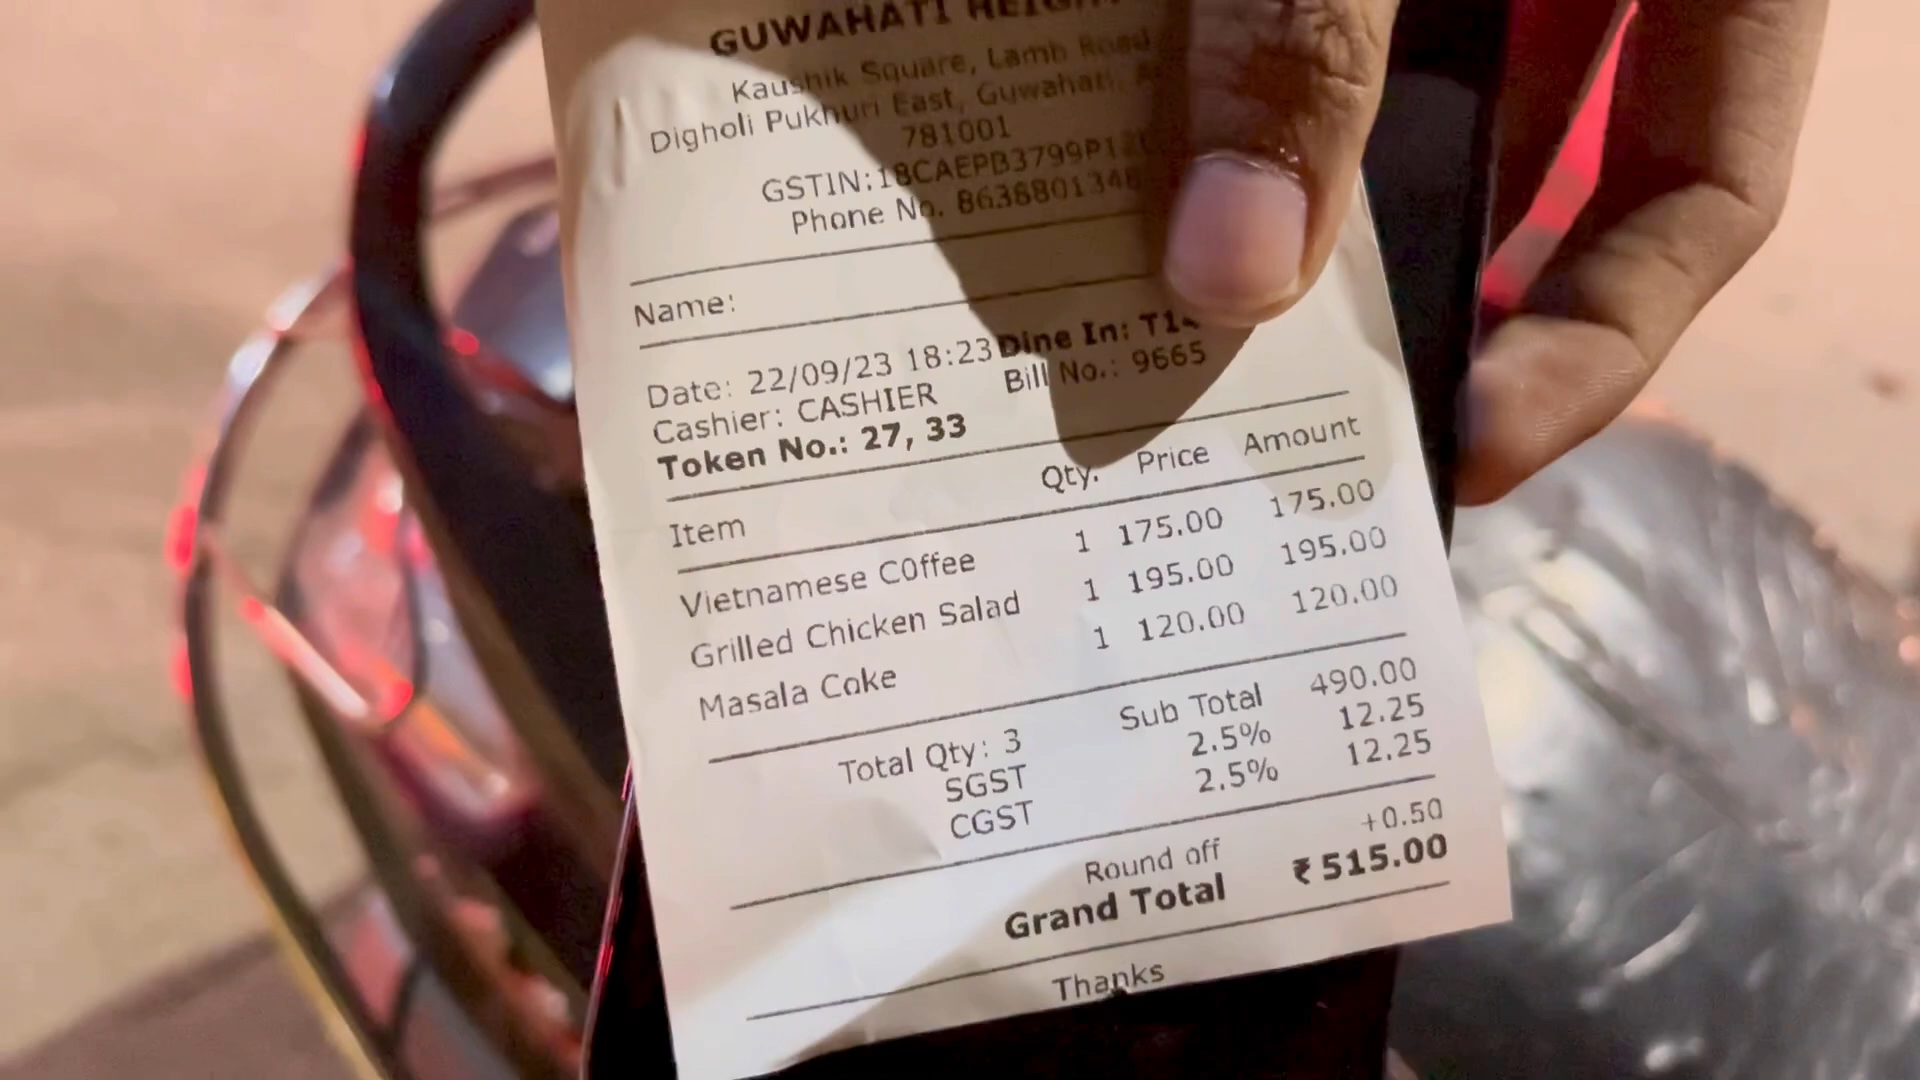 GUWAHATI
Kaushik Square, Lamb Road
Digholi Pukhuri East, Guwahati,
781001
GSTIN:18CAEPB3799P1
Phone No. 8638801346
Name:
Date: 22/09/23 18:23 Dine In: T14
Cashier: CASHIER Bill No.: 9665
Token No.: 27, 33
Item Qty. Price Amount
Vietnamese C0ffee 1 175.00 175.00
Grilled Chicken Salad 1 195.00 195.00
Masala Coke 1 120.00 120.00
Total Qty: 3 Sub Total 490.00
SGST 2.5% 12.25
CGST 2.5% 12.25
Round off +0.50
Grand Total ₹515.00
Thanks